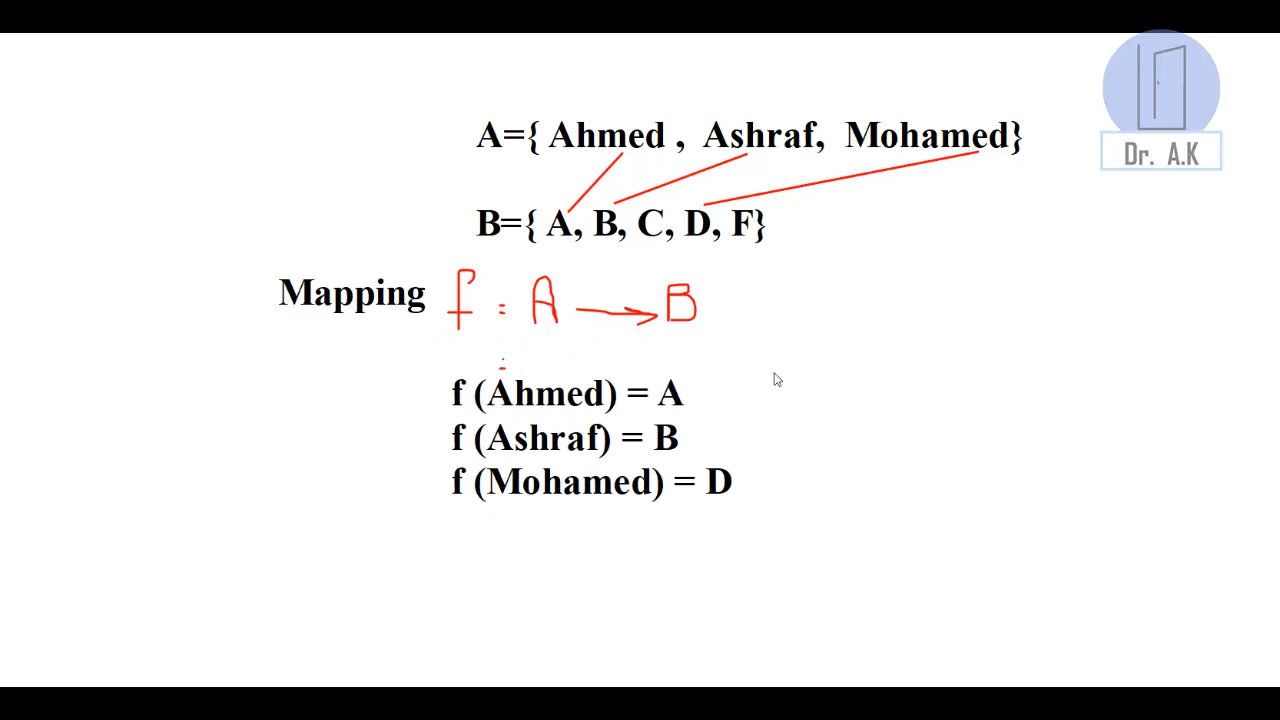 Dr. A.K
A={ Ahmed , Ashraf, Mohamed}
B={ A, B, C, D, F}
Mapping f : A → B
f (Ahmed) = A
f (Ashraf) = B
f (Mohamed) = D